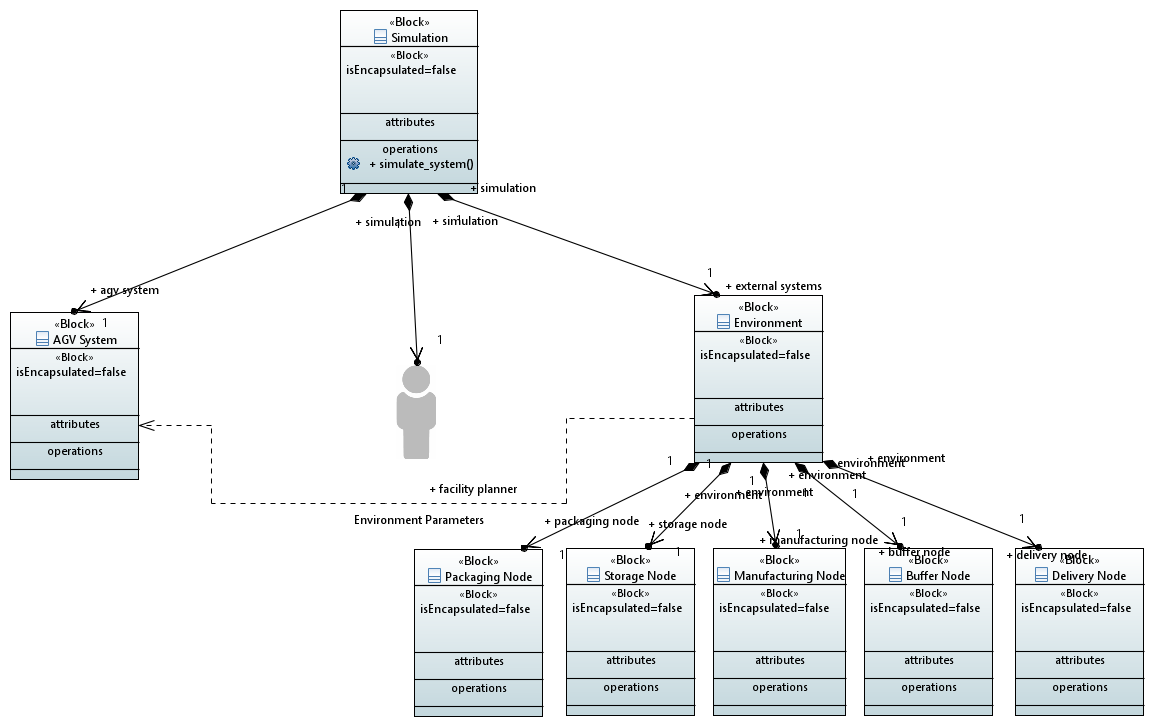 «Block»
Simulation
«Block»
isEncapsulated=false
attributes
operations
+ simulate_system()
1
+ simulation
+ simulation
1
+ simulation
1
1
+ external systems
+ agv system
1
1
«Block»
AGV System
«Block»
isEncapsulated=false
attributes
operations
«Block»
Environment
«Block»
isEncapsulated=false
attributes
operations
+ facility planner
Environment Parameters
1
1
1
1
1
+ environment
+ environment
+ environment
+ environment
environment
+ packaging node
+ storage node
+ manufacturing node
+ buffer node
+ delivery node
1
1
1
1
1
«Block»
Packaging Node
«Block»
isEncapsulated=false
attributes
operations
«Block»
Storage Node
«Block»
isEncapsulated=false
attributes
operations
«Block»
Manufacturing Node
«Block»
isEncapsulated=false
attributes
operations
«Block»
Buffer Node
«Block»
isEncapsulated=false
attributes
operations
«Block»
Delivery Node
«Block»
isEncapsulated=false
attributes
operations